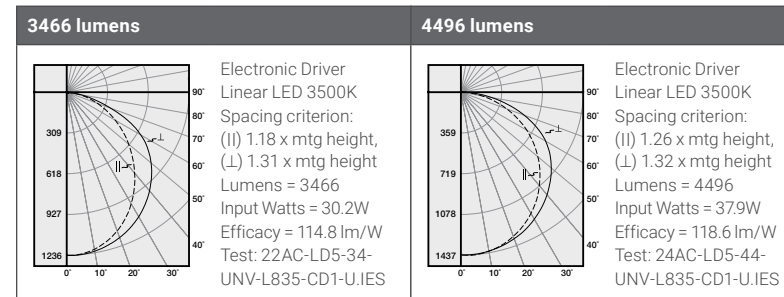 3466 lumens
309
618
927
1236
0˚ 10˚ 20˚ 30˚
90˚
80˚
70˚
60˚
50˚
40˚
⊥
||
Electronic Driver
Linear LED 3500K
Spacing criterion:
(II) 1.18 x mtg height,
(⊥) 1.31 x mtg height
Lumens = 3466
Input Watts = 30.2W
Efficacy = 114.8 lm/W
Test: 22AC-LD5-34-
UNV-L835-CD1-U.IES
4496 lumens
359
719
1078
1437
0˚ 10˚ 20˚ 30˚
90˚
80˚
70˚
60˚
50˚
40˚
⊥
||
Electronic Driver
Linear LED 3500K
Spacing criterion:
(II) 1.26 x mtg height,
(⊥) 1.32 x mtg height
Lumens = 4496
Input Watts = 37.9W
Efficacy = 118.6 lm/W
Test: 24AC-LD5-44-
UNV-L835-CD1-U.IES